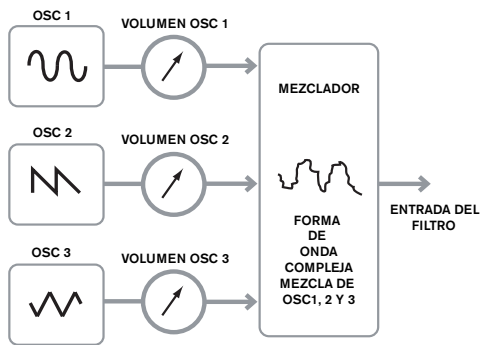 OSC 1
VOLUMEN OSC 1
OSC 2
VOLUMEN OSC 2
OSC 3
VOLUMEN OSC 3
MEZCLADOR
FORMA
DE
ONDA
COMPLEJA
MEZCLA DE
OSC1, 2 Y 3
ENTRADA DEL
FILTRO